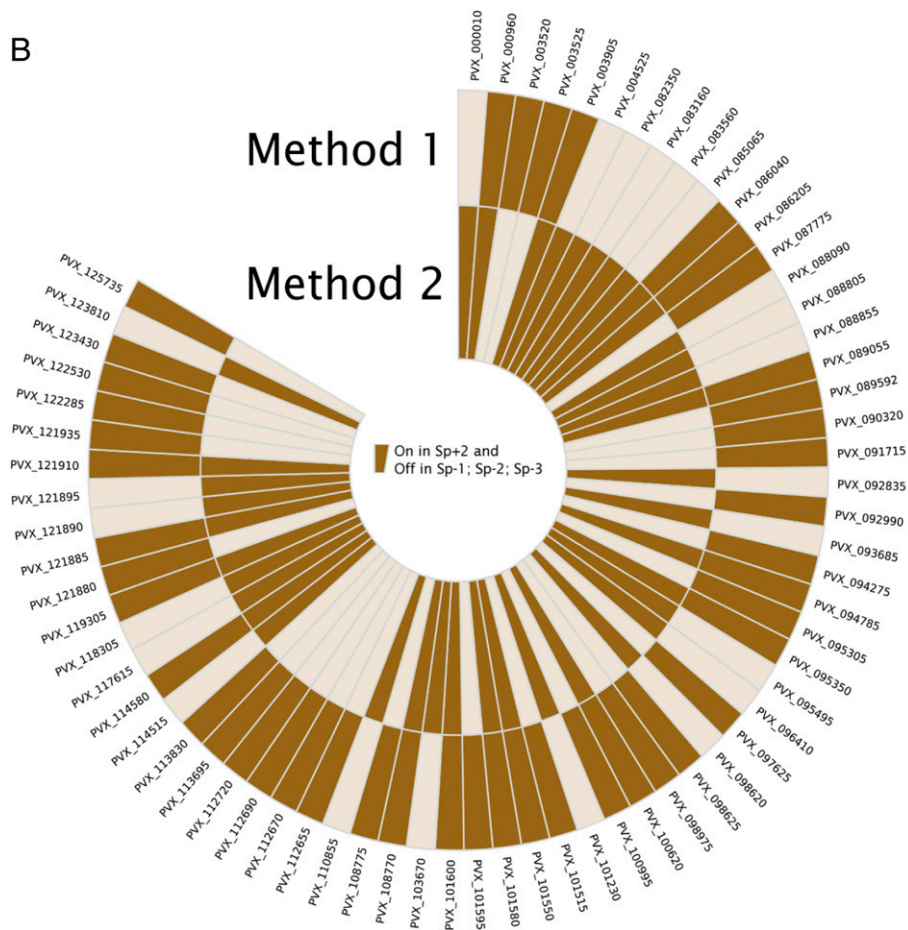 B
Method 1
Method 2
On in Sp+2 and
Off in Sp-1; Sp-2; Sp-3
PVX_000010
PVX_000960
PVX_003520
PVX_003525
PVX_003905
PVX_004525
PVX_082350
PVX_083160
PVX_083560
PVX_085065
PVX_086040
PVX_086205
PVX_087775
PVX_088090
PVX_088805
PVX_088855
PVX_089055
PVX_089592
PVX_090320
PVX_091715
PVX_092835
PVX_092990
PVX_093685
PVX_094275
PVX_094785
PVX_095305
PVX_095350
PVX_095495
PVX_096410
PVX_097625
PVX_098620
PVX_098625
PVX_098975
PVX_100620
PVX_100995
PVX_101230
PVX_101515
PVX_101550
PVX_101580
PVX_101595
PVX_101600
PVX_103670
PVX_108770
PVX_108775
PVX_110855
PVX_112655
PVX_112670
PVX_112690
PVX_112720
PVX_113695
PVX_113830
PVX_114515
PVX_114580
PVX_117615
PVX_118305
PVX_119305
PVX_121880
PVX_121885
PVX_121890
PVX_121895
PVX_121910
PVX_121935
PVX_122285
PVX_122530
PVX_123430
PVX_123810
PVX_125735